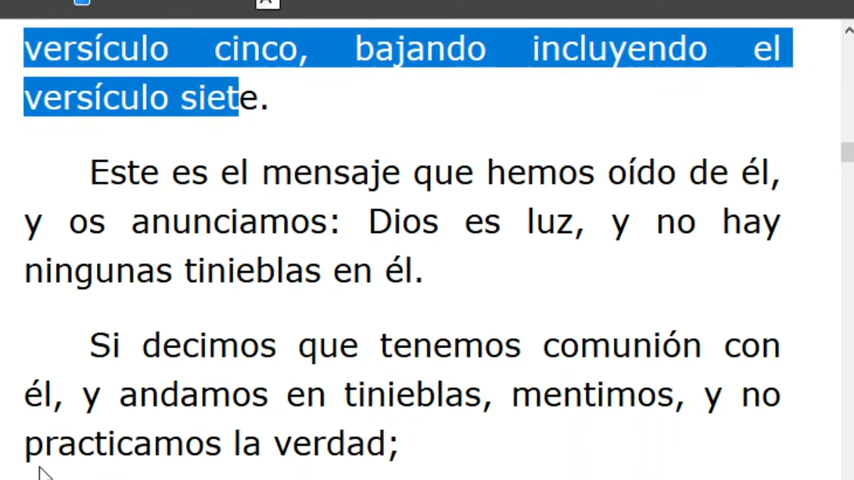 versículo cinco, bajando incluyendo el
versículo siete.
Este es el mensaje que hemos oído de él,
y os anunciamos: Dios es luz, y no hay
ningunas tinieblas en él.
Si decimos que tenemos comunión con
él, y andamos en tinieblas, mentimos, y no
practicamos la verdad;